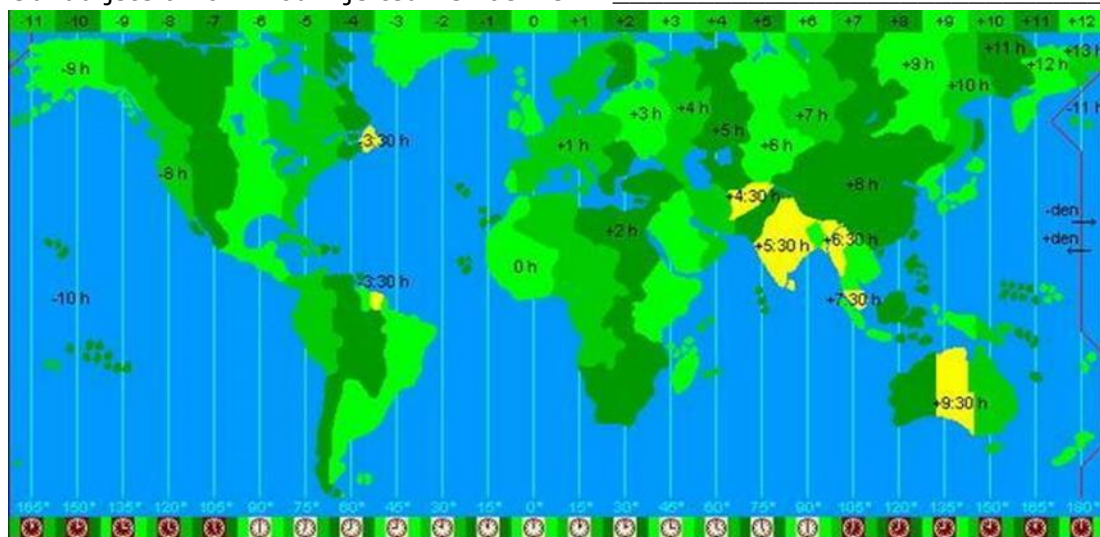 -11 -10 -9 -8 -7 -6 -5 -4 -3 -2 -1 0 +1 +2 +3 +4 +5 +6 +7 +8 +9 +10 +11 +12
-9 h
+9 h
+11 h
+13 h
+12 h
+10 h
+7 h
-11 h
+4 h
+3 h
+5 h
-3:30 h
+1 h
+6 h
-8 h
+8 h
+4:30 h
-den
+2 h
+5:30 h
+6:30 h
+den
0 h
-3:30 h
-10 h
+7:30 h
+9:30 h
165° 150° 135° 120° 105° 90° 75° 60° 45° 30° 15° 0° 15° 30° 45° 60° 75° 90° 105° 120° 135° 150° 165° 180°